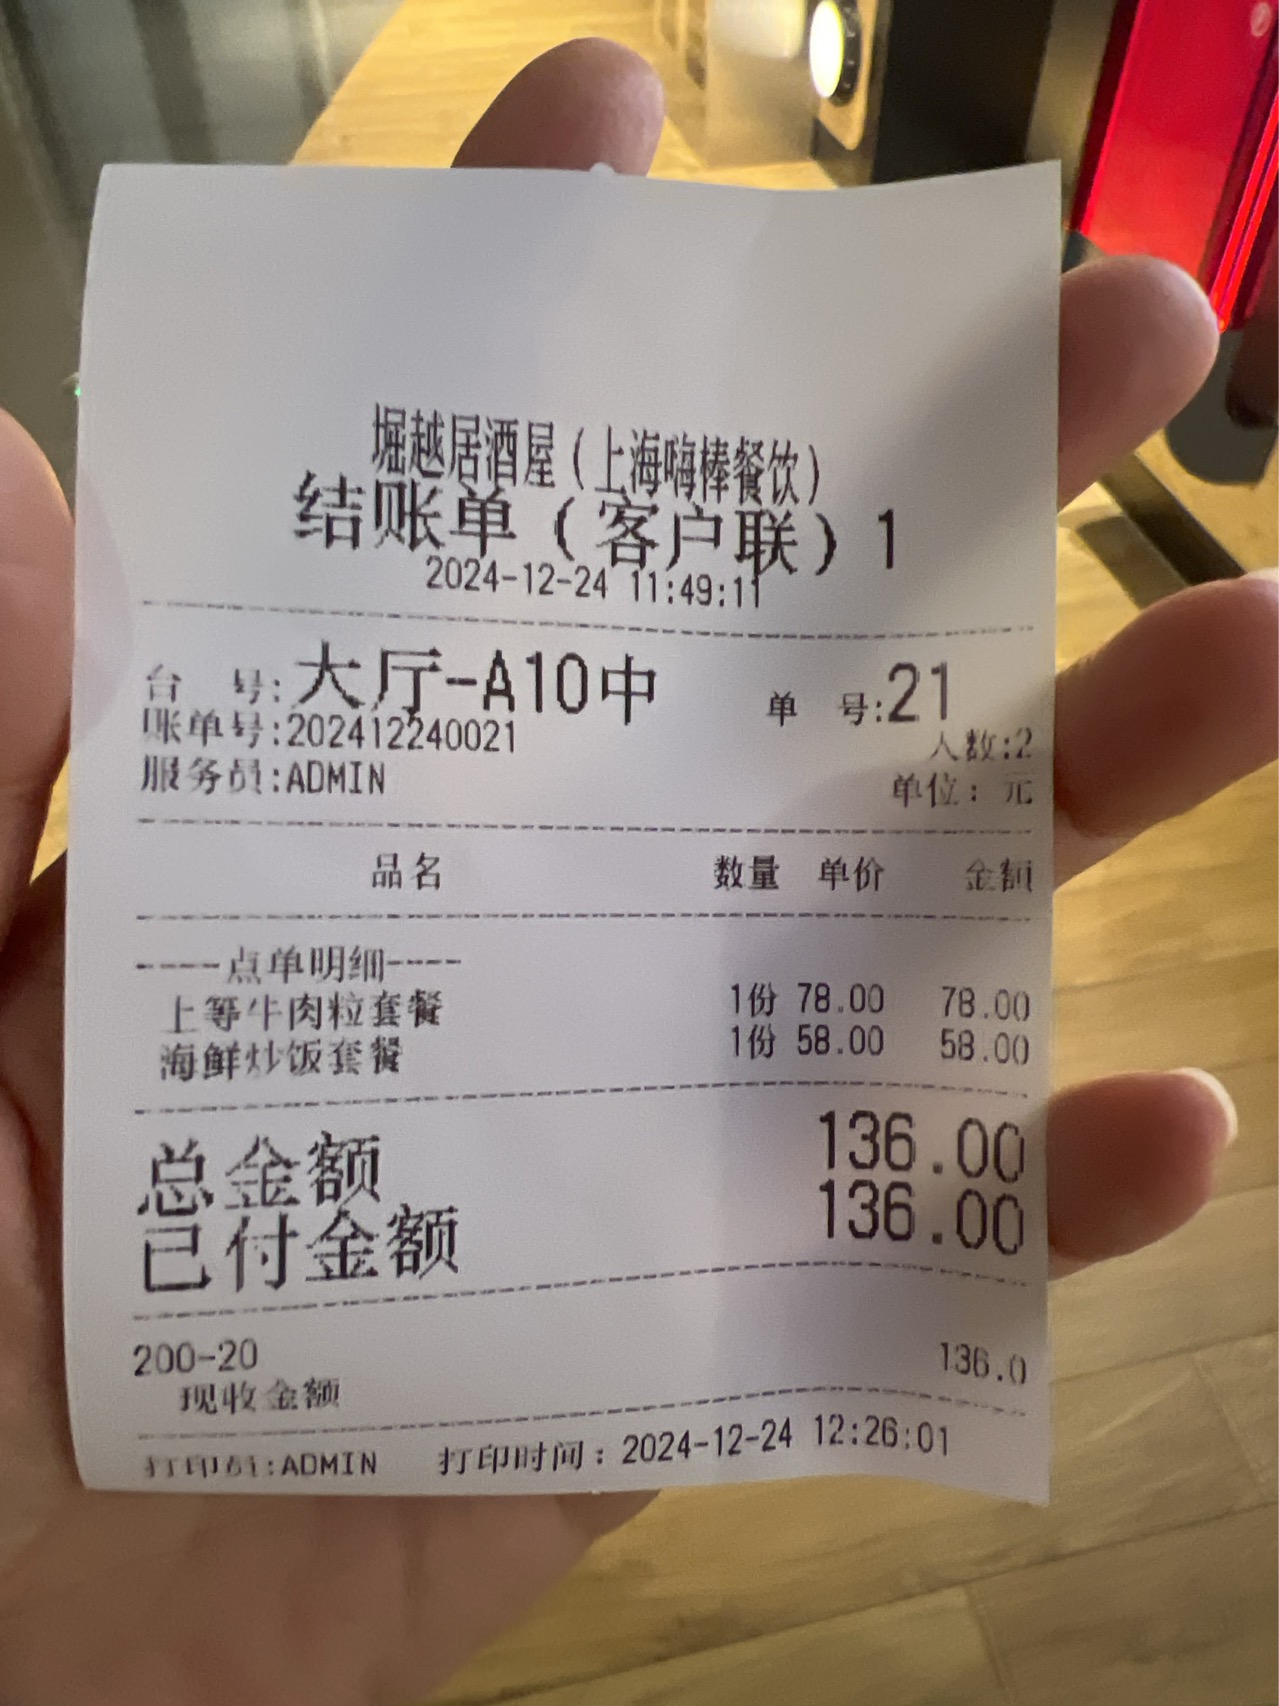 堀越居酒屋(上海嗨棒餐饮)
结账单(客户联)1
2024-12-24 11:49:11
台 号:大厅-A10中 单 号:21
账单号:202412240021 人数:2
服务员:ADMIN 单位:元
品名 数量 单价 金额
----点单明细----
上等牛肉粒套餐 1份 78.00 78.00
海鲜炒饭套餐 1份 58.00 58.00
总金额 136.00
已付金额 136.00
200-20 136.0
现收金额
打印员:ADMIN 打印时间:2024-12-24 12:26:01